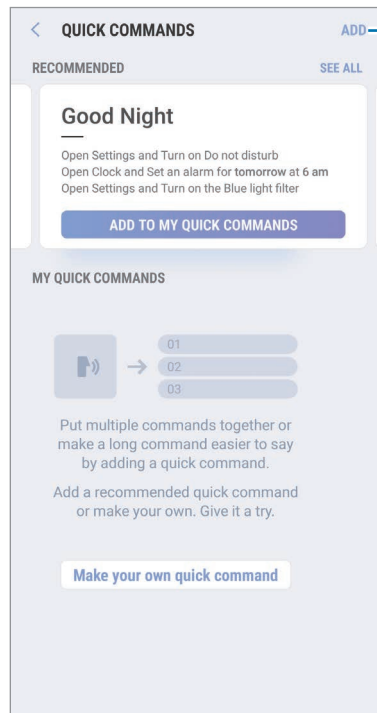 QUICK COMMANDS ADD
RECOMMENDED SEE ALL
Good Night
Open Settings and Turn on Do not disturb
Open Clock and Set an alarm for tomorrow at 6 am
Open Settings and Turn on the Blue light filter
ADD TO MY QUICK COMMANDS
MY QUICK COMMANDS
01
02
03
Put multiple commands together or
make a long command easier to say
by adding a quick command.
Add a recommended quick command
or make your own. Give it a try.
Make your own quick command